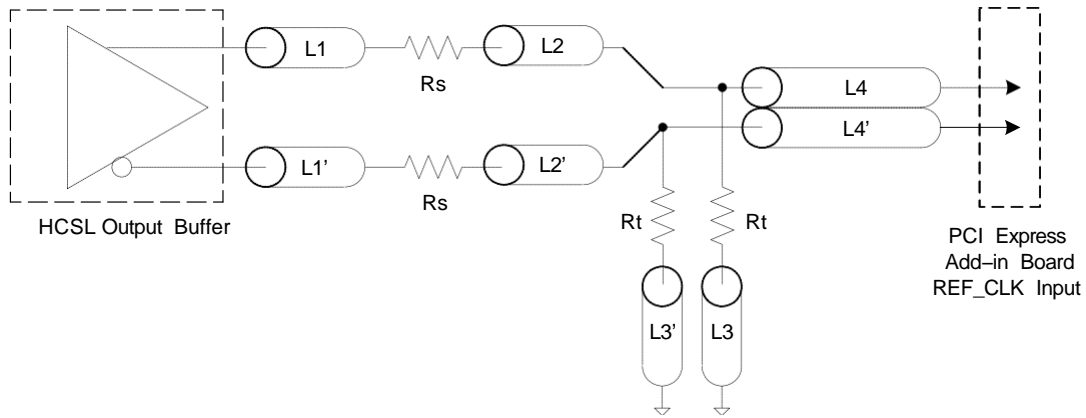 L1
Rs
L2
L4
L4’
L1’
Rs
L2’
HCSL Output Buffer
Rt
Rt
L3’
L3
PCI Express
Add–in Board
REF_CLK Input